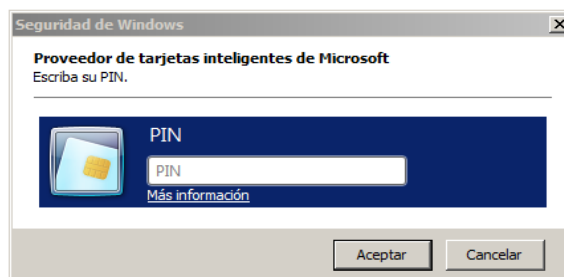 Seguridad de Windows
Proveedor de tarjetas inteligentes de Microsoft
Escriba su PIN.
PIN
PIN
Más información
Aceptar
Cancelar